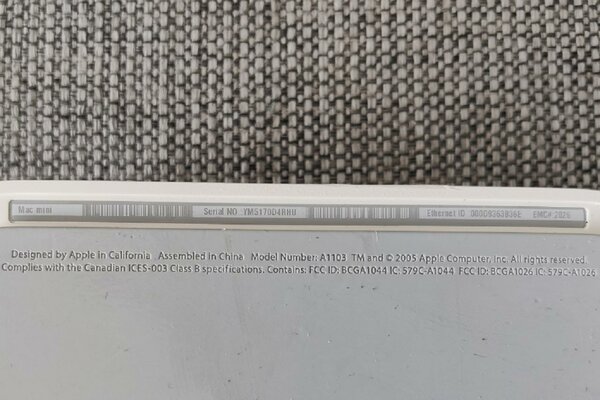 Mac mini Serial NO. YM5170D4RHU Ethernet ID 000D9363B36E EMC# 2026
Designed by Apple in California Assembled in China Model Number: A1103 TM and © 2005 Apple Computer, Inc. All rights reserved.
Complies with the Canadian ICES-003 Class B specifications. Contains: FCC ID: BCGA1044 IC: 579C-A1044 FCC ID: BCGA1026 IC: 579C-A1026